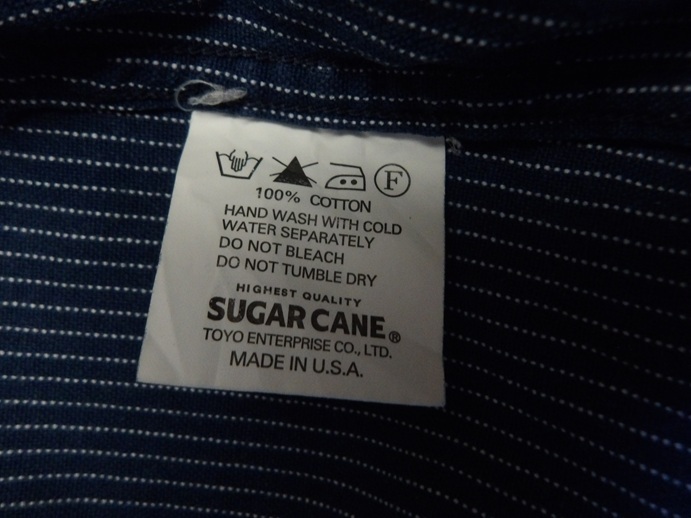 F
100% COTTON
HAND WASH WITH COLD
WATER SEPARATELY
DO NOT BLEACH
DO NOT TUMBLE DRY
HIGHEST QUALITY
SUGAR CANE®
TOYO ENTERPRISE CO., LTD.
MADE IN U.S.A.